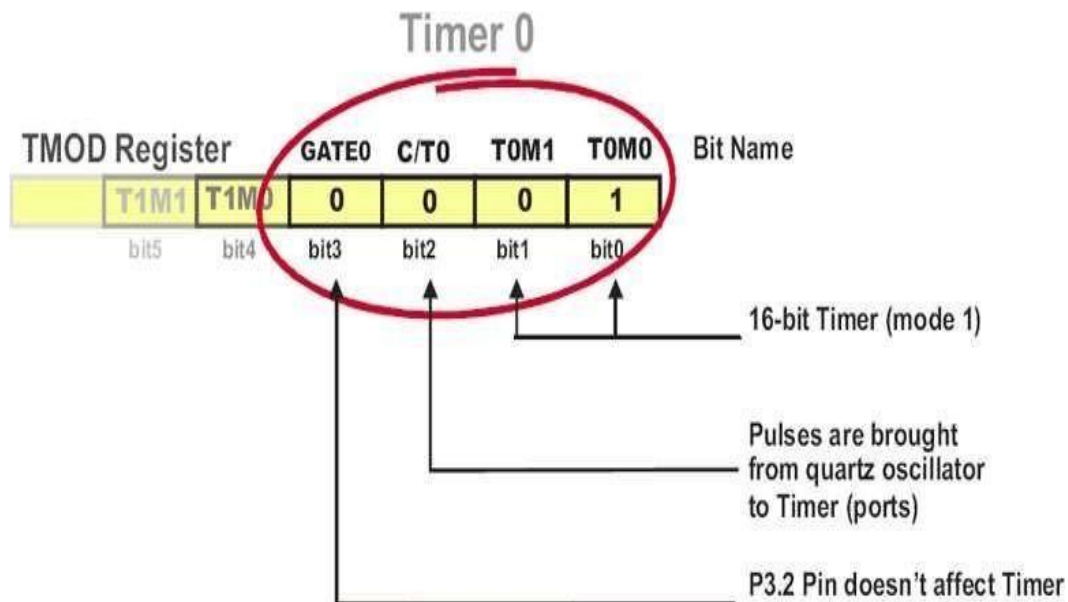 Timer 0
TMOD Register GATE0 C/T0 T0M1 T0M0 Bit Name
T1M1 T1M0 0 0 0 1
bit5 bit4 bit3 bit2 bit1 bit0
16-bit Timer (mode 1)
Pulses are brought
from quartz oscillator
to Timer (ports)
P3.2 Pin doesn't affect Timer